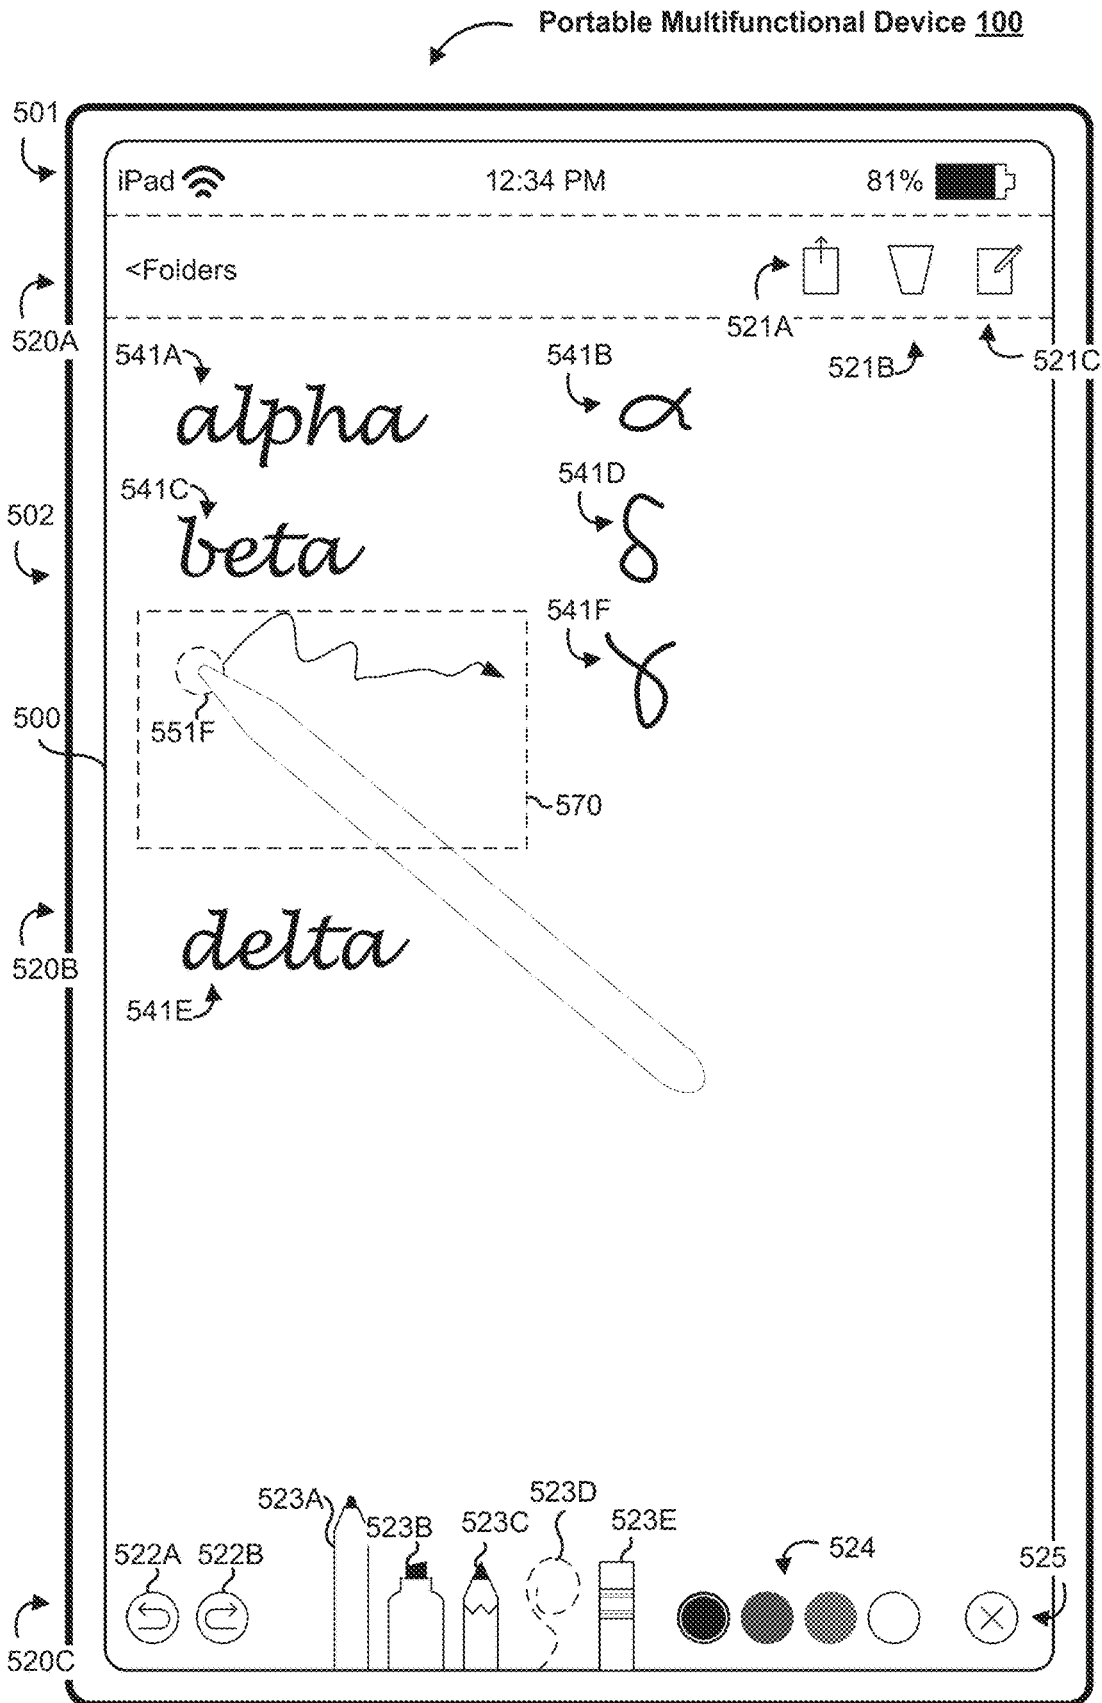 Portable Multifunctional Device 100
501
iPad 12:34 PM 81%
<Folders
520A
521A
521B
521C
541A
alpha
541B
α
541C
beta
541D
δ
502
541F
γ
551F
500
570
520B
delta
541E
523A
523B
523C
523D
523E
522A
522B
524
525
520C